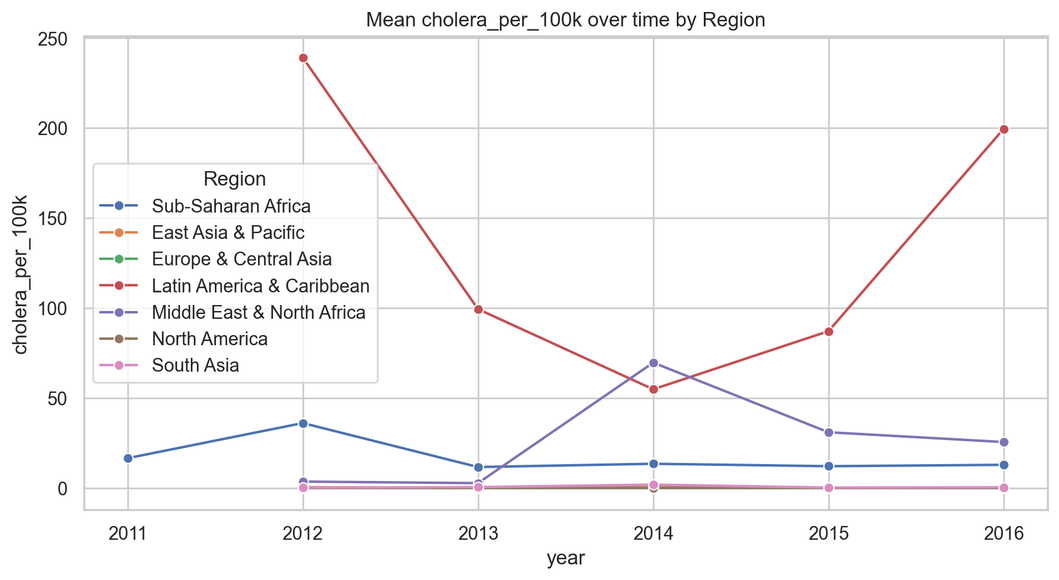 Mean cholera_per_100k over time by Region
250
200
150
100
50
0
cholera_per_100k
Region
Sub-Saharan Africa
East Asia & Pacific
Europe & Central Asia
Latin America & Caribbean
Middle East & North Africa
North America
South Asia
2011 2012 2013 2014 2015 2016
year